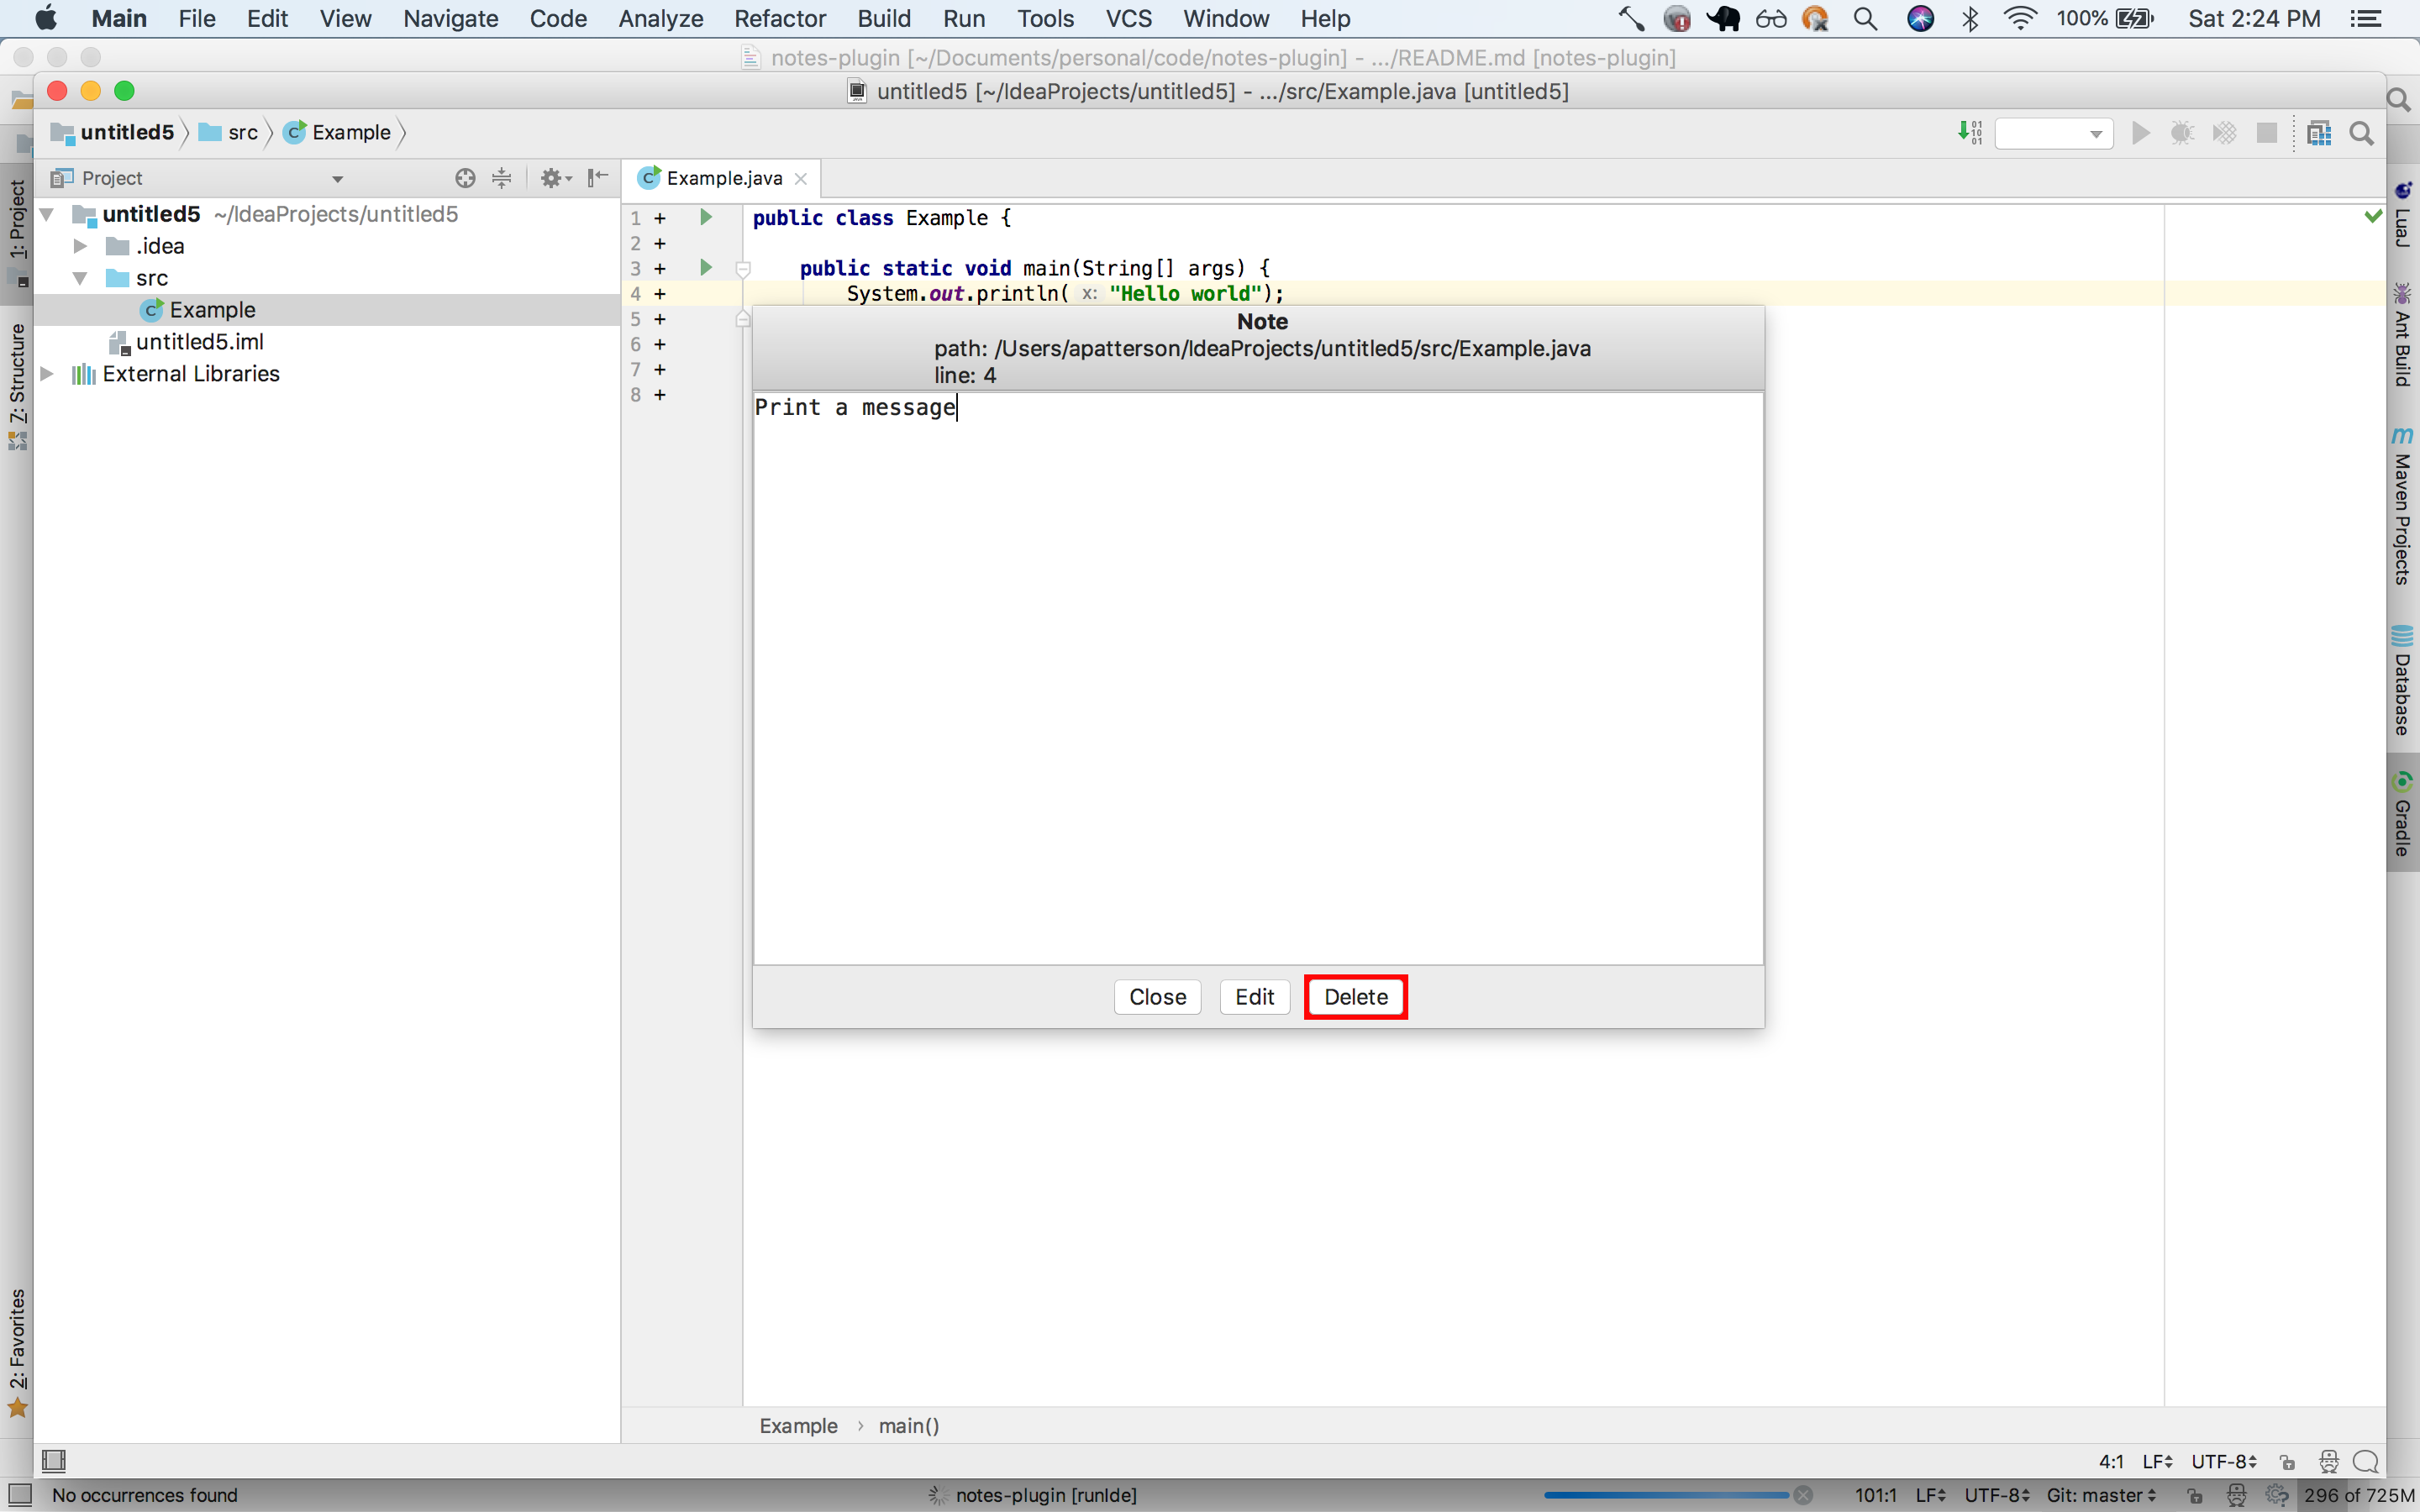 Main File Edit View Navigate Code Analyze Refactor Build Run Tools VCS Window Help 100% Sat 2:24 PM
notes-plugin [~/Documents/personal/code/notes-plugin] - .../README.md [notes-plugin]
untitled5 [~/IdeaProjects/untitled5] - .../src/Example.java [untitled5]
untitled5 src Example
Project
Example.java
1: Project
Z: Structure
2: Favorites
untitled5 ~/IdeaProjects/untitled5
.idea
src
Example
untitled5.iml
External Libraries
1 + public class Example {
2 +
3 + public static void main(String[] args) {
4 + System.out.println( x: "Hello world");
5 +
6 +
7 +
8 +
Note
path: /Users/apatterson/IdeaProjects/untitled5/src/Example.java
line: 4
Print a message
Close Edit Delete
LuaJ
Ant Build
m Maven Projects
Database
Gradle
Example › main()
4:1 LF UTF-8
No occurrences found notes-plugin [runIde] 101:1 LF UTF-8 Git: master 296 of 725M